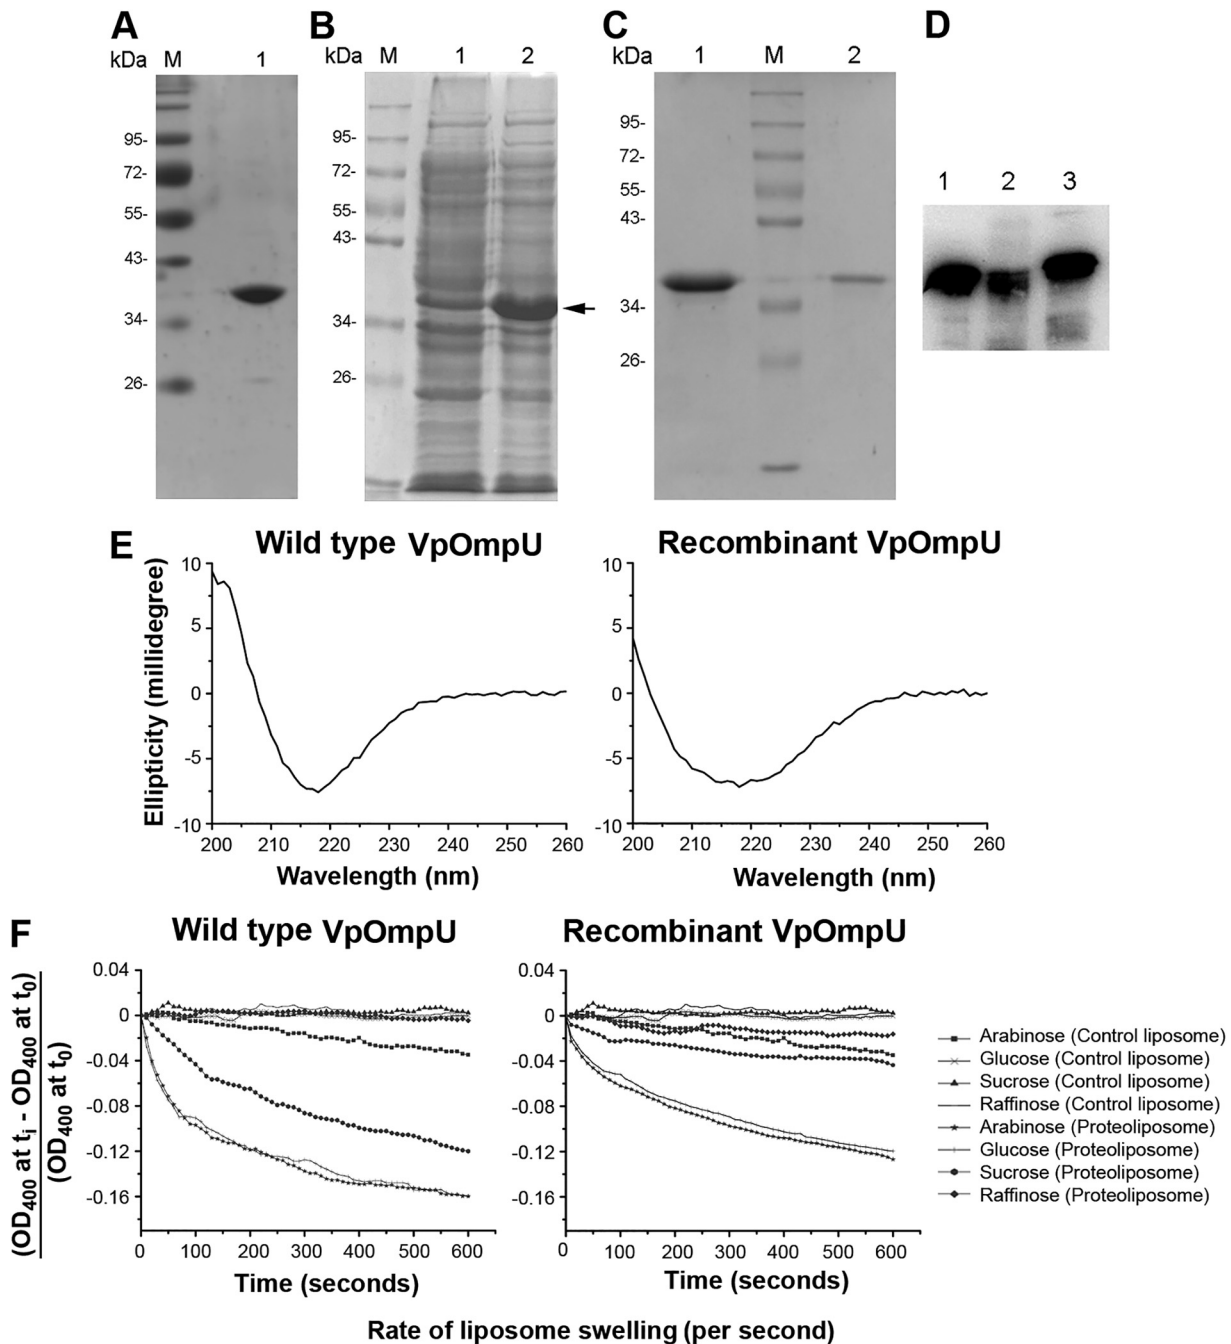 A
B
C
D
kDa M 1
kDa M 1 2
kDa 1 M 2
95-
72-
55-
43-
34-
26-
95-
72-
55-
43-
34-
26-
95-
72-
55-
43-
34-
26-
1 2 3
E
Wild type VpOmpU
Recombinant VpOmpU
Ellipticity (millidegree)
10
5
0
-5
-10
200 210 220 230 240 250 260
Wavelength (nm)
10
5
0
-5
-10
200 210 220 230 240 250 260
Wavelength (nm)
F
Wild type VpOmpU
Recombinant VpOmpU
(OD400 at ti - OD400 at t0)
(OD400 at t0)
0.04
0
-0.04
-0.08
-0.12
-0.16
0 100 200 300 400 500 600
Time (seconds)
0.04
0
-0.04
-0.08
-0.12
-0.16
0 100 200 300 400 500 600
Time (seconds)
Arabinose (Control liposome)
Glucose (Control liposome)
Sucrose (Control liposome)
Raffinose (Control liposome)
Arabinose (Proteoliposome)
Glucose (Proteoliposome)
Sucrose (Proteoliposome)
Raffinose (Proteoliposome)
Rate of liposome swelling (per second)